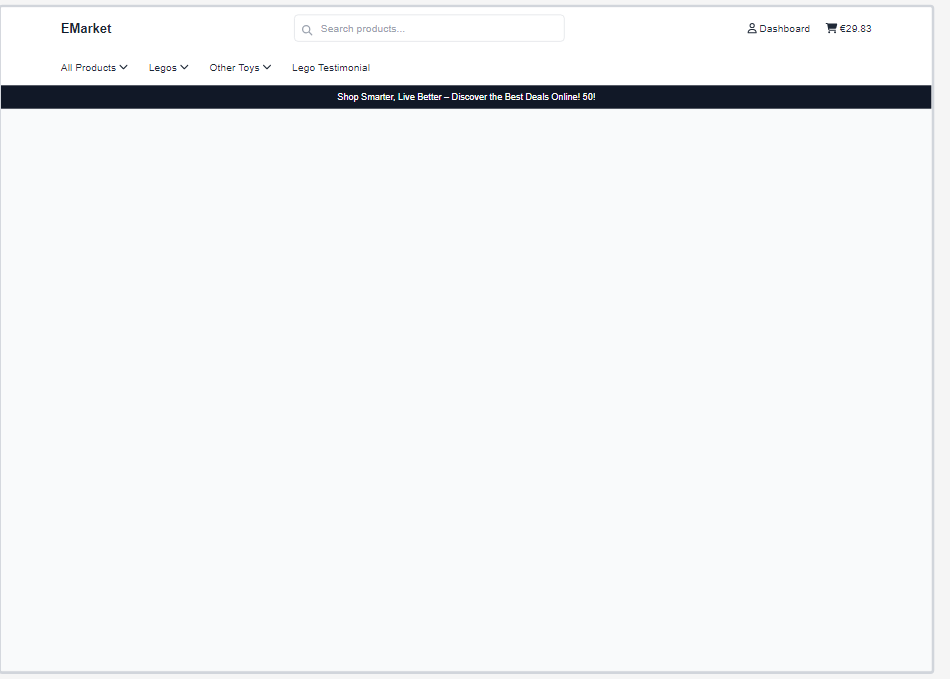 EMarket
Search products...
Dashboard
€29.83
All Products
Legos
Other Toys
Lego Testimonial
Shop Smarter, Live Better – Discover the Best Deals Online! 50!